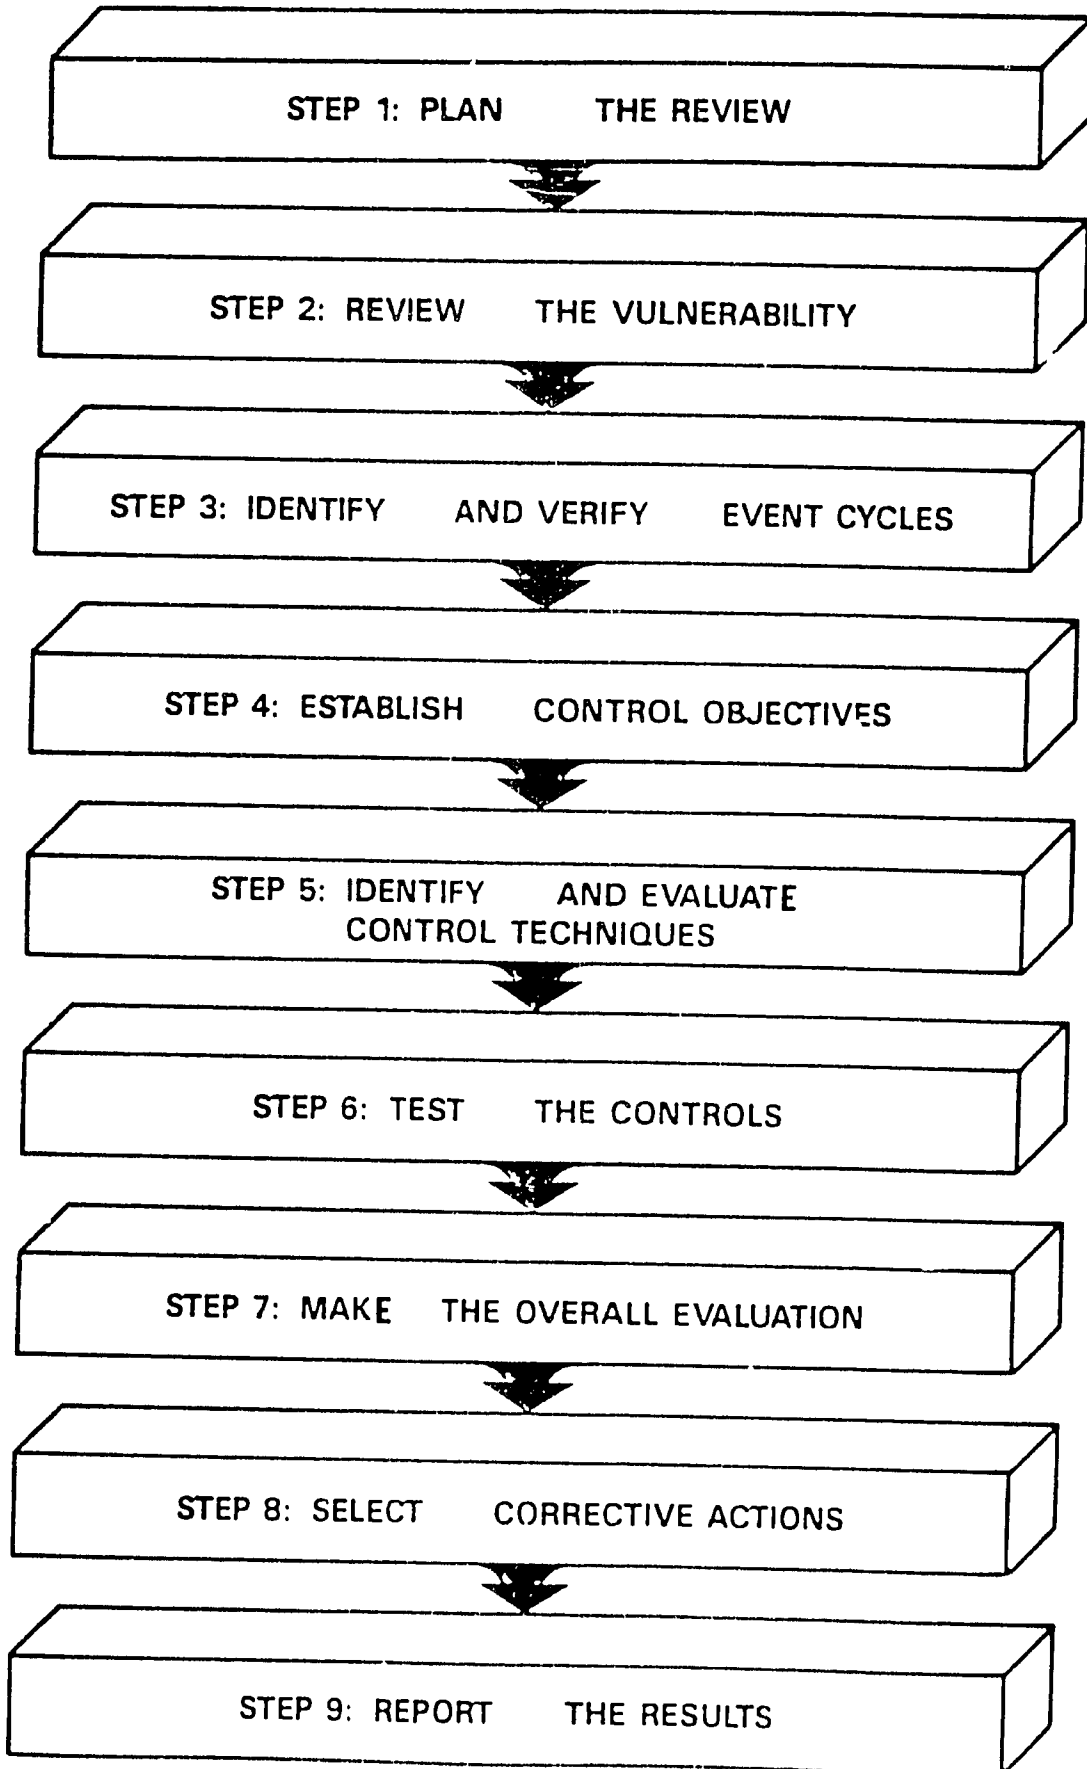 STEP 1: PLAN THE REVIEW
STEP 2: REVIEW THE VULNERABILITY
STEP 3: IDENTIFY AND VERIFY EVENT CYCLES
STEP 4: ESTABLISH CONTROL OBJECTIVES
STEP 5: IDENTIFY AND EVALUATE
CONTROL TECHNIQUES
STEP 6: TEST THE CONTROLS
STEP 7: MAKE THE OVERALL EVALUATION
STEP 8: SELECT CORRECTIVE ACTIONS
STEP 9: REPORT THE RESULTS